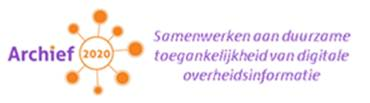 Archief 2020
Samenwerken aan duurzame
toegankelijkheid van digitale
overheidsinformatie